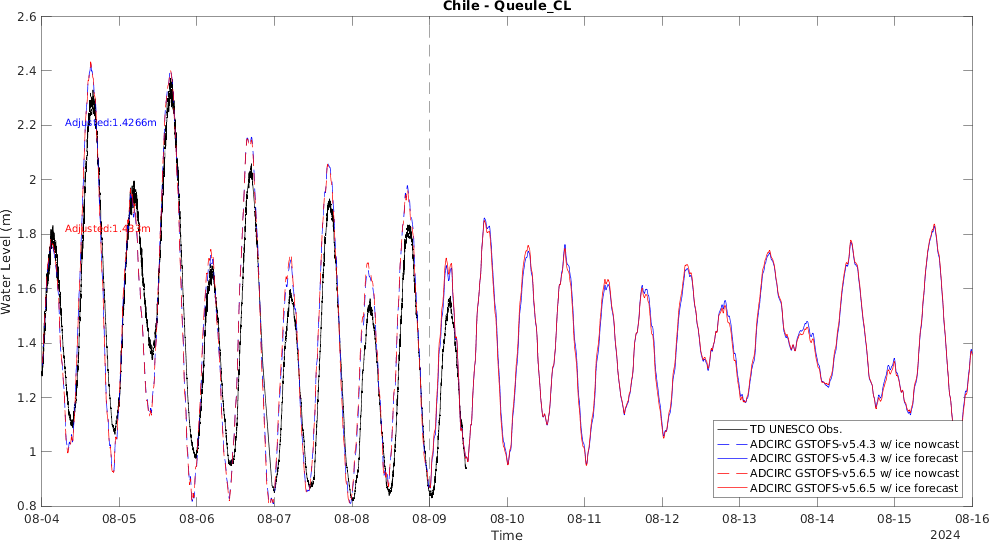 Chile - Queule_CL
2.6
2.4
2.2
2
1.8
1.6
1.4
1.2
1
0.8
Water Level (m)
Adjusted:1.4266m
Adjusted:1.433m
TD UNESCO Obs.
ADCIRC GSTOFS-v5.4.3 w/ ice nowcast
ADCIRC GSTOFS-v5.4.3 w/ ice forecast
ADCIRC GSTOFS-v5.6.5 w/ ice nowcast
ADCIRC GSTOFS-v5.6.5 w/ ice forecast
08-04 08-05 08-06 08-07 08-08 08-09 08-10 08-11 08-12 08-13 08-14 08-15 08-16
Time
2024